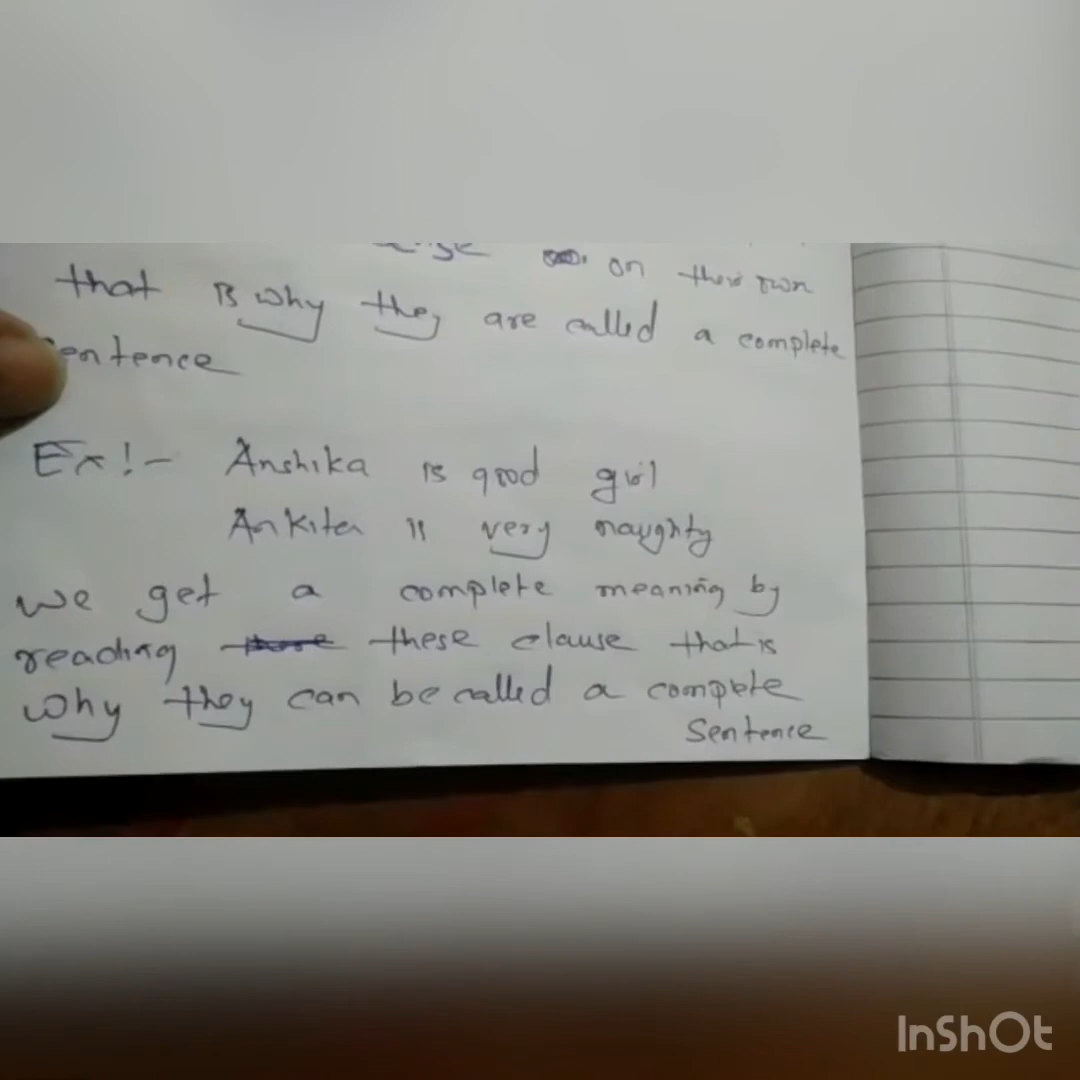 on their own
that is why they are called a complete
entence
Ex!- Anshika is good girl
Ankita is very naughty
we get a complete meaning by
reading these clause that is
why they can be called a complete
Sentence
InShOt